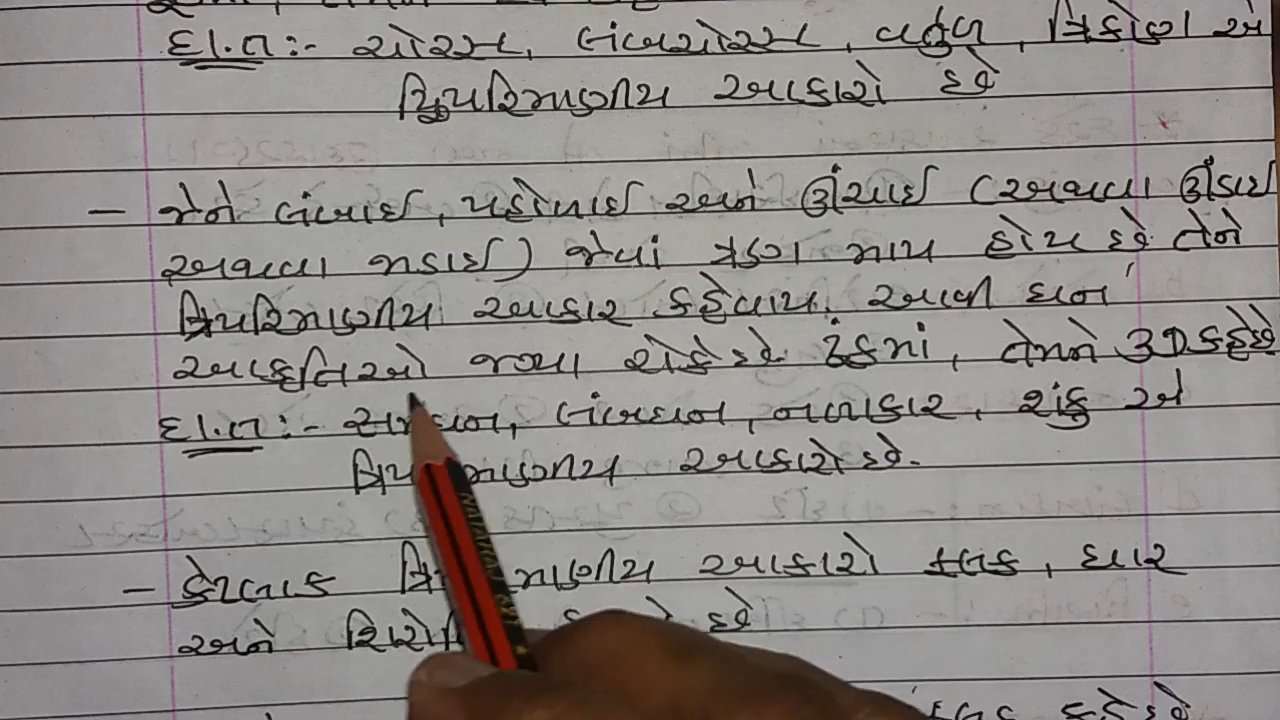 દા.ત:- ચોરસ, લંબચોરસ, વર્તુળ, ત્રિકોણ એ
દ્વિપરિમાણીય આકારો છે
- જેને લંબાઈ, પહોળાઈ અને ઊંચાઈ (અથવા ઊંડાઈ
અથવા જાડાઈ) જેવાં ત્રણ માપ હોય છે તેને
ત્રિપરિમાણીય આકાર કહેવાય. આવી ઘન
આકૃતિઓ જગ્યા રોકે છે ટૂંકમાં, તેમને 3D કહે છે
દા.ત:- લંબઘન, નળાકાર, શંકુ એ
આકારો છે.
- કેટલાક આકારો ફલક, ધાર
અને છે